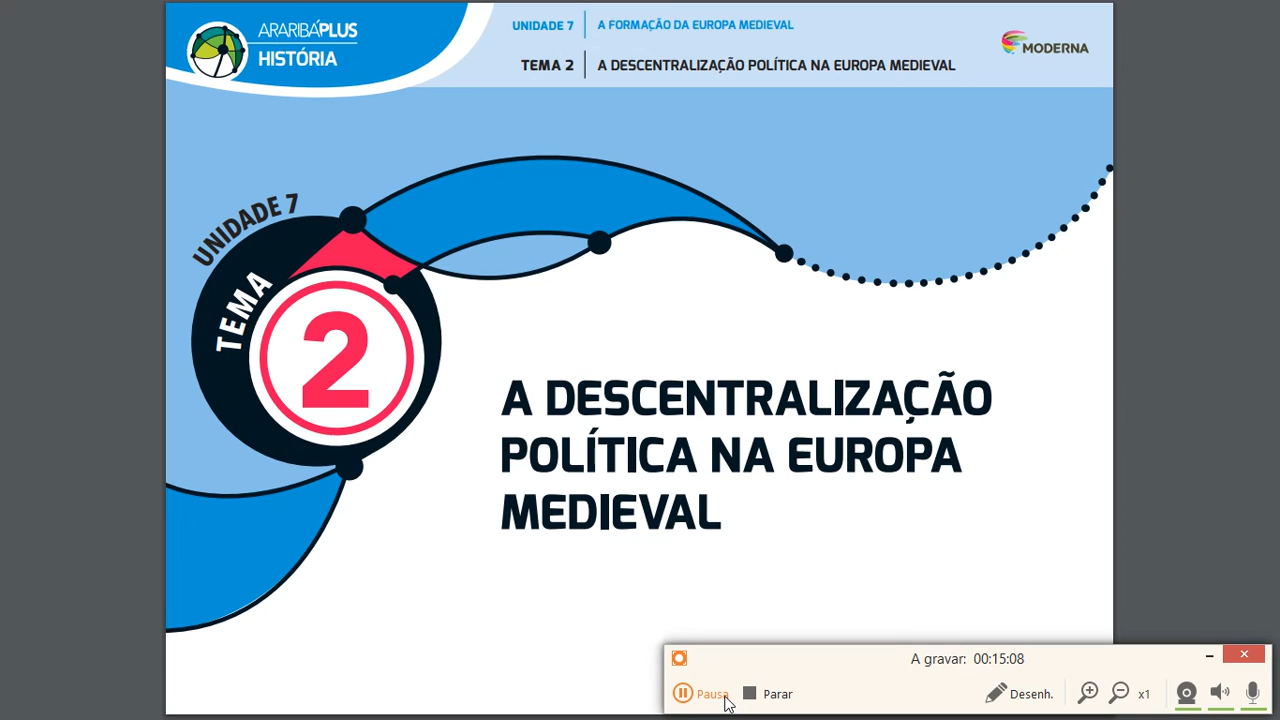 ARARIBÁPLUS
HISTÓRIA
UNIDADE 7
A FORMAÇÃO DA EUROPA MEDIEVAL
TEMA 2
A DESCENTRALIZAÇÃO POLÍTICA NA EUROPA MEDIEVAL
MODERNA
UNIDADE 7
TEMA
2
A DESCENTRALIZAÇÃO
POLÍTICA NA EUROPA
MEDIEVAL
A gravar: 00:15:08
Pausa
Parar
Desenh.
x1